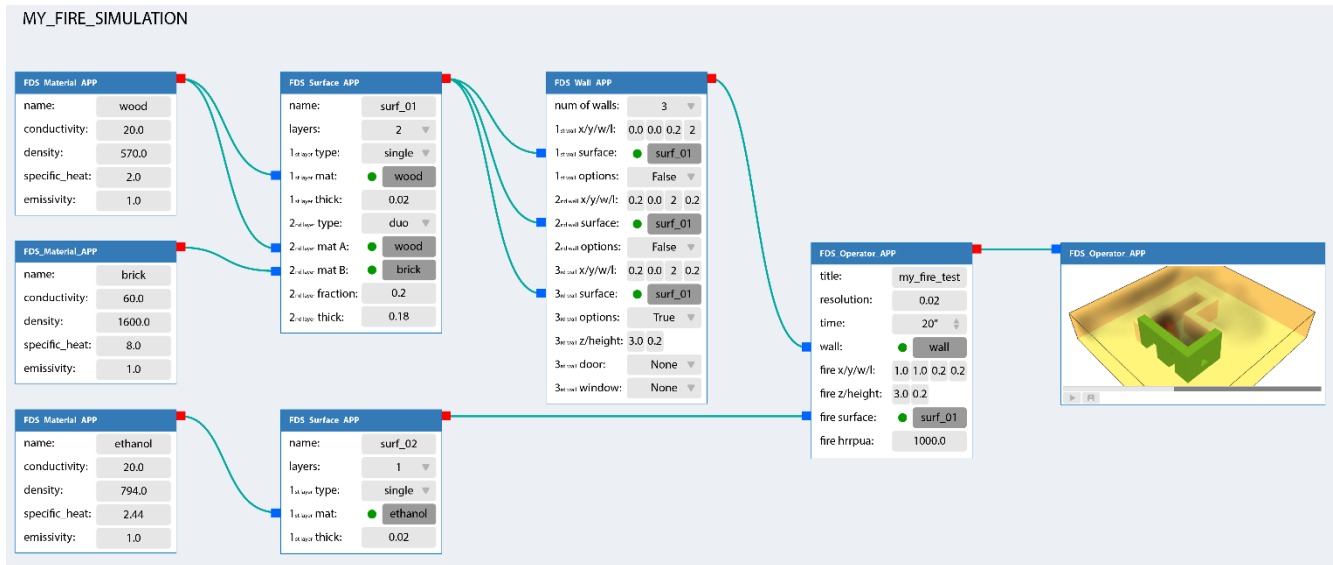 MY_FIRE_SIMULATION
FDS_Material_APP
name: wood
conductivity: 20.0
density: 570.0
specific_heat: 2.0
emissivity: 1.0
FDS_Material_APP
name: brick
conductivity: 60.0
density: 1600.0
specific_heat: 8.0
emissivity: 1.0
FDS_Material_APP
name: ethanol
conductivity: 20.0
density: 794.0
specific_heat: 2.44
emissivity: 1.0
FDS_Surface_APP
name: surf_01
layers: 2
1st layer type: single
1st layer mat: wood
1st layer thick: 0.02
2nd layer type: duo
2nd layer mat A: wood
2nd layer mat B: brick
2nd layer fraction: 0.2
2nd layer thick: 0.18
FDS_Surface_APP
name: surf_02
layers: 1
1st layer type: single
1st layer mat: ethanol
1st layer thick: 0.02
FDS_Wall_APP
num of walls: 3
1st wall x/y/w/l: 0.0 0.0 0.2 2
1st wall surface: surf_01
1st wall options: False
2nd wall x/y/w/l: 0.2 0.0 2 0.2
2nd wall surface: surf_01
2nd wall options: False
3rd wall x/y/w/l: 0.2 0.0 2 0.2
3rd wall surface: surf_01
3rd wall options: True
3rd wall z/height: 3.0 0.2
3rd wall door: None
3rd wall window: None
FDS_Operator_APP
title: my_fire_test
resolution: 0.02
time: 20"
wall: wall
fire x/y/w/l: 1.0 1.0 0.2 0.2
fire z/height: 3.0 0.2
fire surface: surf_01
fire hrrpua: 1000.0
FDS_Operator_APP